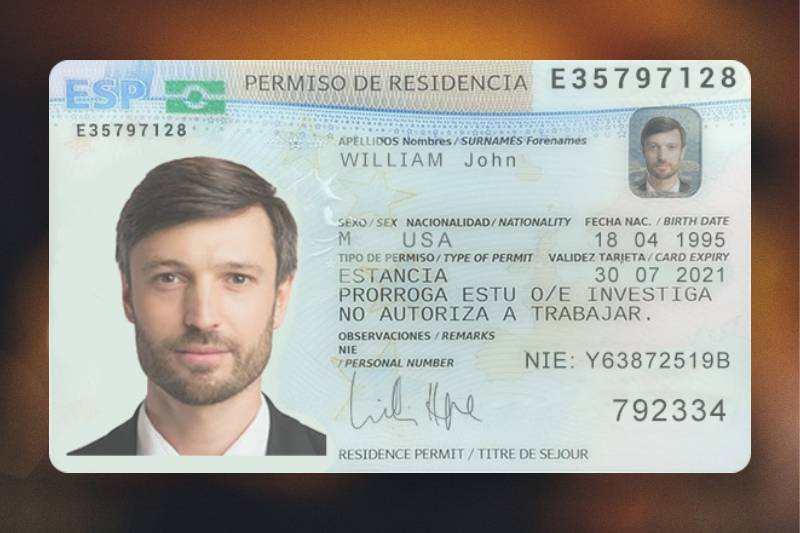 ESP PERMISO DE RESIDENCIA E35797128
E35797128
APELLIDOS Nombres / SURNAMES Forenames
WILLIAM John
SEXO / SEX NACIONALIDAD / NATIONALITY FECHA NAC. / BIRTH DATE
M USA 18 04 1995
TIPO DE PERMISO / TYPE OF PERMIT VALIDEZ TARJETA / CARD EXPIRY
ESTANCIA 30 07 2021
PRORROGA ESTU O/E INVESTIGA
NO AUTORIZA A TRABAJAR.
OBSERVACIONES / REMARKS
NIE
/ PERSONAL NUMBER NIE: Y63872519B
792334
RESIDENCE PERMIT / TITRE DE SEJOUR